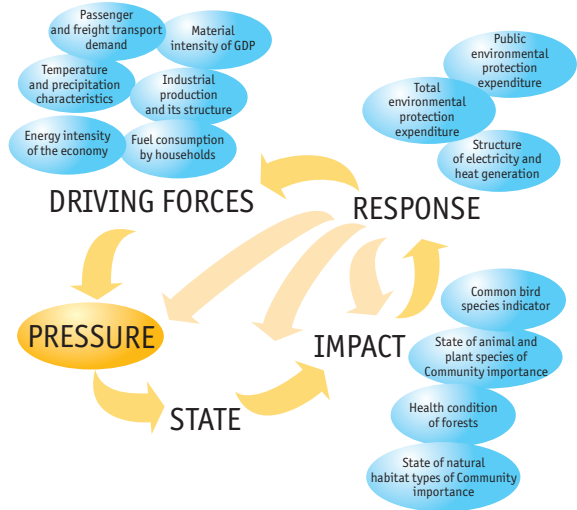 Passenger
and freight transport
demand
Material
intensity of GDP
Temperature
and precipitation
characteristics
Industrial
production
and its structure
Energy intensity
of the economy
Fuel consumption
by households
Public
environmental
protection
expenditure
Total
environmental
protection
expenditure
Structure
of electricity and
heat generation
DRIVING FORCES
RESPONSE
PRESSURE
IMPACT
STATE
Common bird
species indicator
State of animal and
plant species of
Community importance
Health condition
of forests
State of natural
habitat types of Community
importance